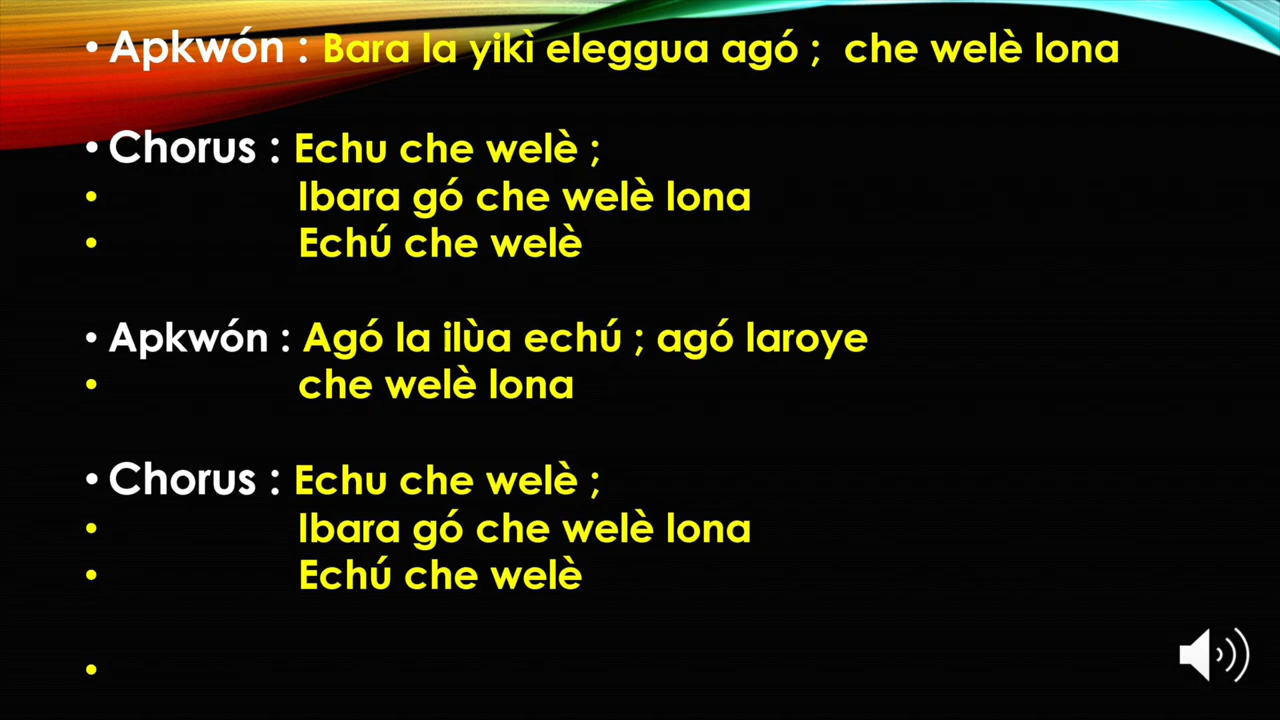 • Apkwón : Bara la yikì eleggua agó ; che welè lona
• Chorus : Echu che welè ;
• Ibara gó che welè lona
• Echú che welè
• Apkwón : Agó la ilùa echú ; agó laroye
• che welè lona
• Chorus : Echu che welè ;
• Ibara gó che welè lona
• Echú che welè
•